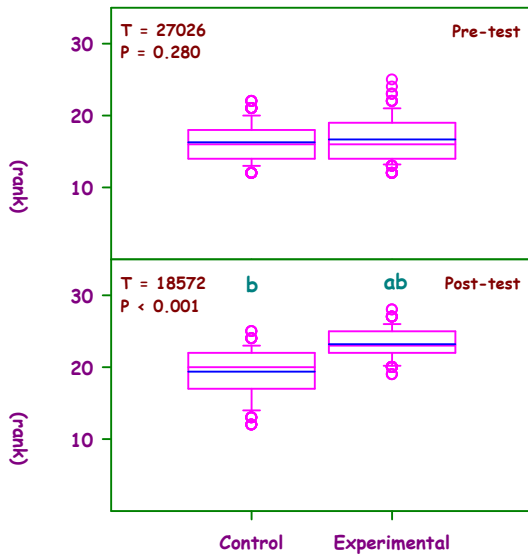 T = 27026
P = 0.280
Pre-test
30
20
10
(rank)
T = 18572
P < 0.001
b
ab
Post-test
30
20
10
(rank)
Control
Experimental